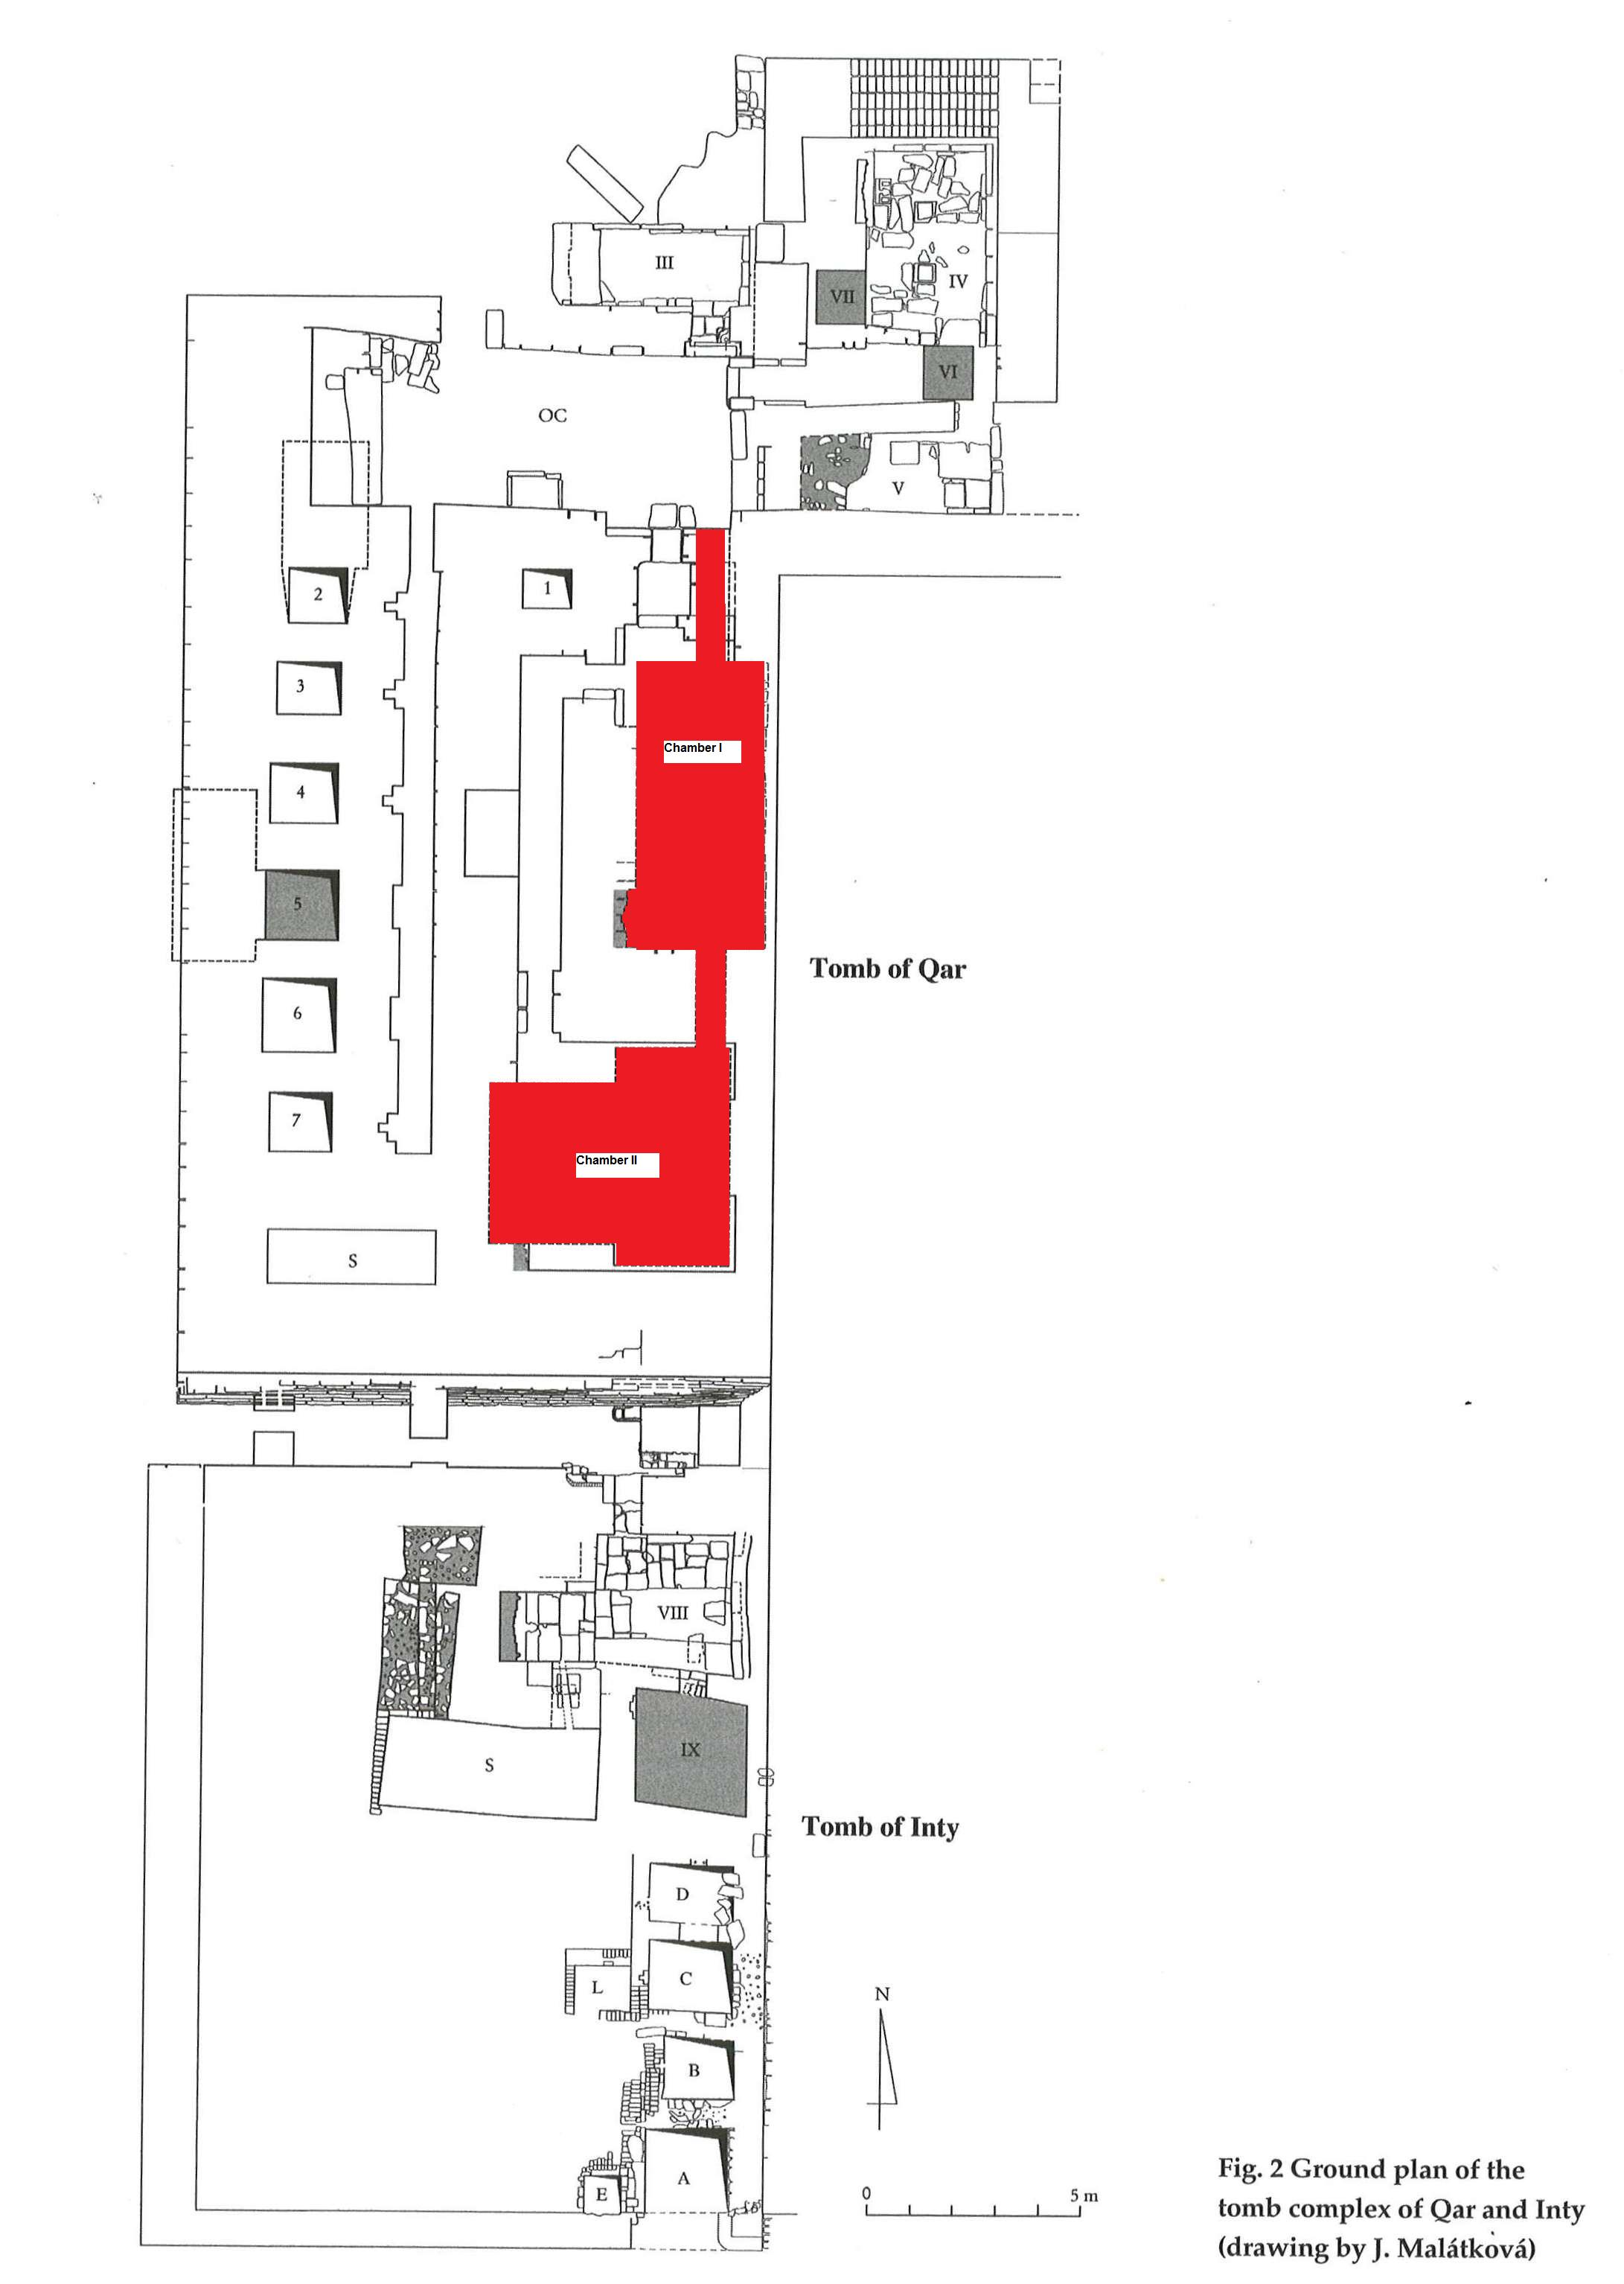 III
VII
IV
VI
OC
V
2
1
3
Chamber I
4
5
Tomb of Qar
6
7
Chamber II
S
VIII
IX
S
Tomb of Inty
D
C
L
N
B
A
E
0
5 m
Fig. 2 Ground plan of the
tomb complex of Qar and Inty
(drawing by J. Malátková)